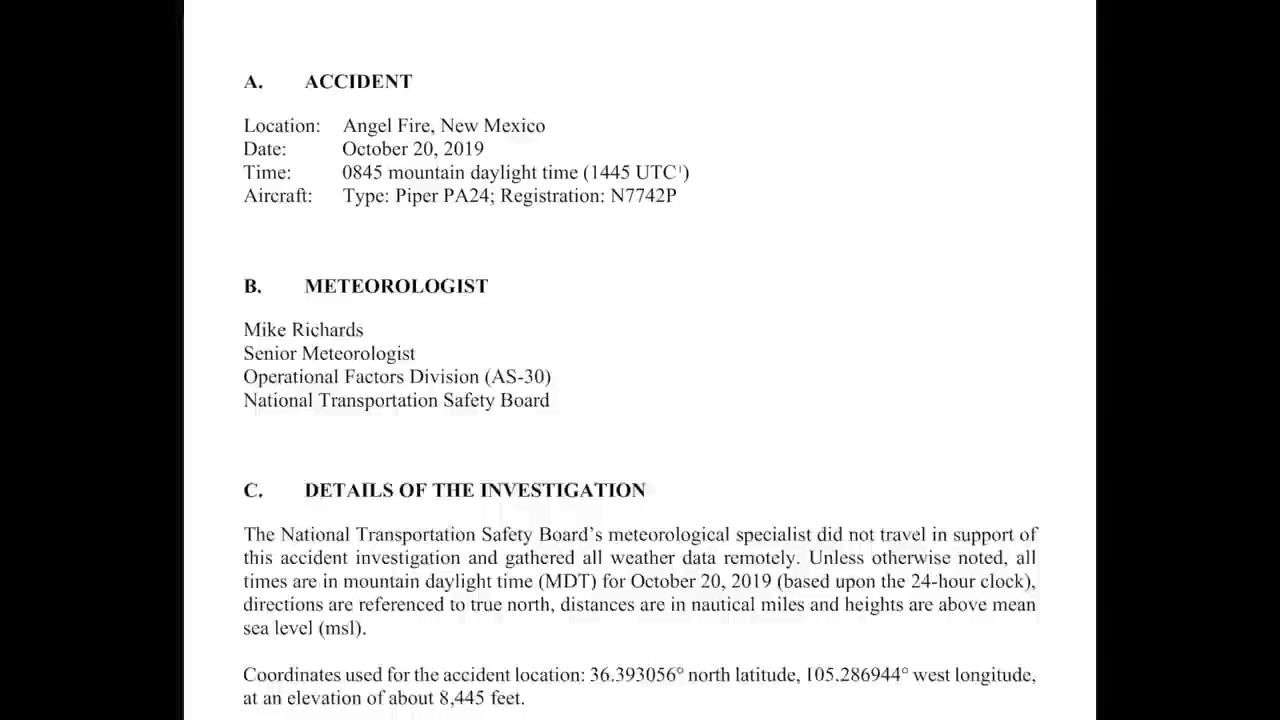 A. ACCIDENT
Location: Angel Fire, New Mexico
Date: October 20, 2019
Time: 0845 mountain daylight time (1445 UTC¹)
Aircraft: Type: Piper PA24; Registration: N7742P
B. METEOROLOGIST
Mike Richards
Senior Meteorologist
Operational Factors Division (AS-30)
National Transportation Safety Board
C. DETAILS OF THE INVESTIGATION
The National Transportation Safety Board’s meteorological specialist did not travel in support of
this accident investigation and gathered all weather data remotely. Unless otherwise noted, all
times are in mountain daylight time (MDT) for October 20, 2019 (based upon the 24-hour clock),
directions are referenced to true north, distances are in nautical miles and heights are above mean
sea level (msl).
Coordinates used for the accident location: 36.393056° north latitude, 105.286944° west longitude,
at an elevation of about 8,445 feet.